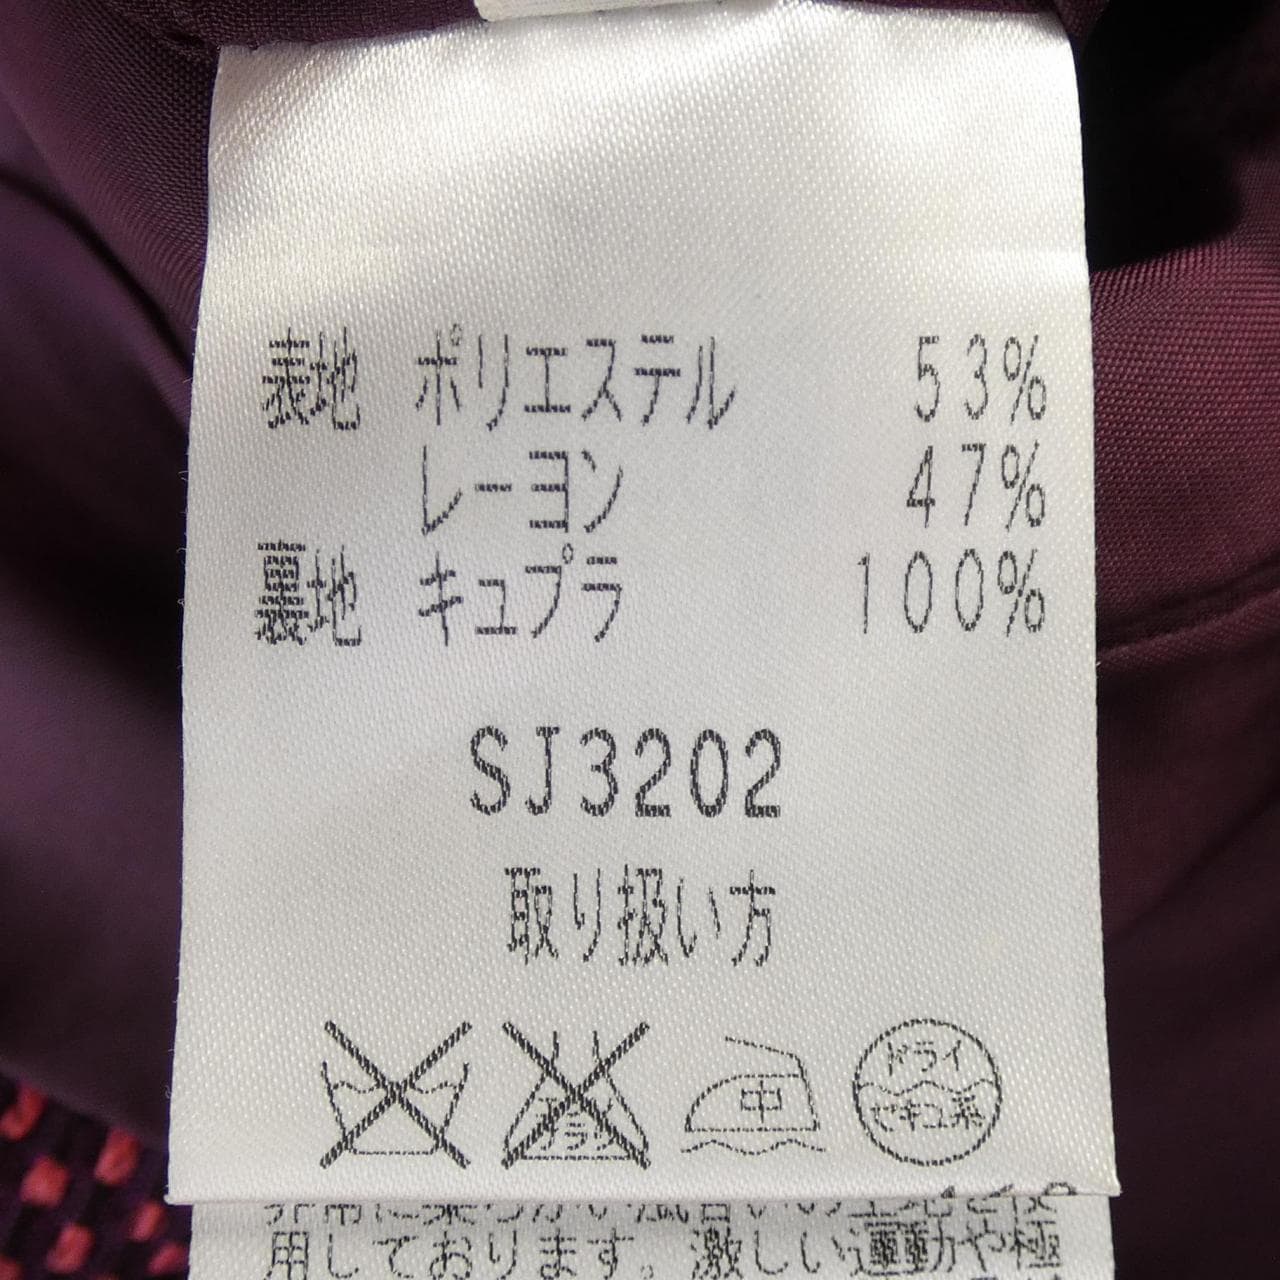 表地 ポリエステル 53%
レーヨン 47%
裏地 キュプラ 100%
SJ3202
取り扱い方
中
ドライ
セキユ系
用しております。激しい運動や極